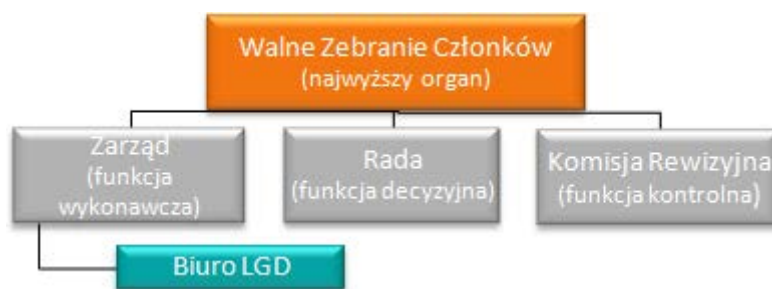 Walne Zebranie Członków
(najwyższy organ)
Zarząd
(funkcja
wykonawcza)
Rada
(funkcja decyzyjna)
Komisja Rewizyjna
(funkcja kontrolna)
Biuro LGD